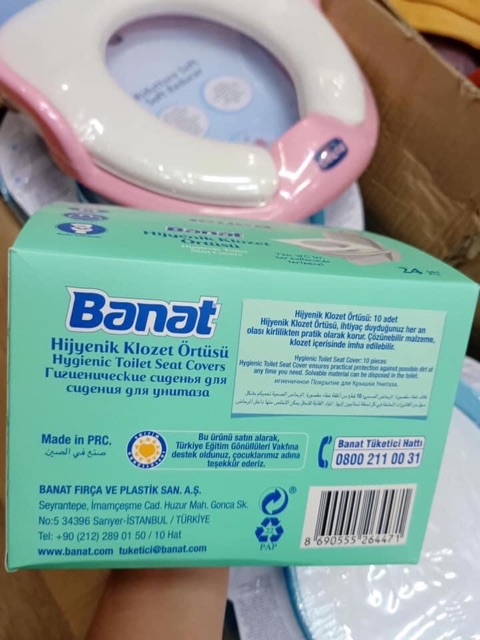 Banat
Hijyenik Klozet
Örtüsü
24
Banat
Hijyenik Klozet Örtüsü
Hygienic Toilet Seat Covers
Гигиенические сиденья для
сидения для унитаза
Hijyenik Klozet Örtüsü: 10 adet
Hijyenik Klozet Örtüsü, ihtiyaç duyduğunuz her an
olası kirlilikten pratik olarak korur. Çözünebilir malzeme,
klozet içerisinde imha edilebilir.
Hygienic Toilet Seat Cover: 10 pieces
Hygienic Toilet Seat Cover ensures practical protection against possible dirt at
any time you need. Solvable material can be disposed in the toilet.
Made in PRC.
صنع في الصين
Bu ürünü satın alarak,
Türkiye Eğitim Gönüllüleri Vakfına
destek oldunuz, çocuklarımız adına
teşekkür ederiz.
Banat Tüketici Hattı
0800 211 00 31
BANAT FIRÇA VE PLASTİK SAN. A.Ş.
Seyrantepe, İmamçeşme Cad. Huzur Mah. Gonca Sk.
No:5 34396 Sarıyer-İSTANBUL / TÜRKİYE
Tel: +90 (212) 289 01 50 / 10 Hat
www.banat.com tuketici@banat.com
22
PAP
8 690555 264471